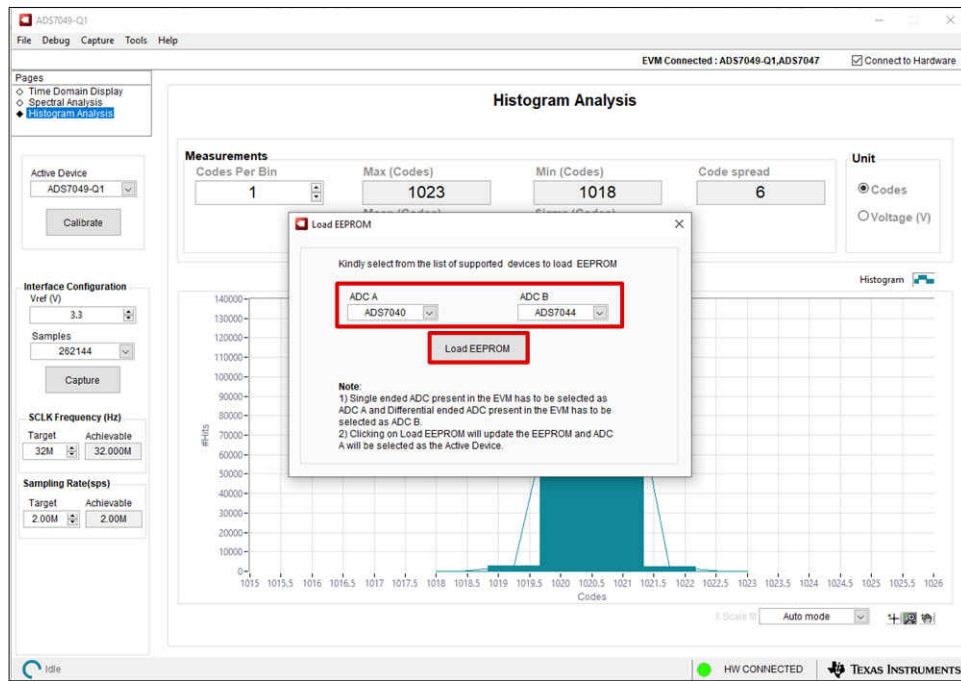 ADS7049-Q1
File Debug Capture Tools Help
EVM Connected : ADS7049-Q1,ADS7047
Connect to Hardware
Pages
Time Domain Display
Spectral Analysis
Histogram Analysis
Histogram Analysis
Active Device
ADS7049-Q1
Calibrate
Interface Configuration
Vref (V)
3.3
Samples
262144
Capture
SCLK Frequency (Hz)
Target Achievable
32M 32.000M
Sampling Rate(sps)
Target Achievable
2.00M 2.00M
Measurements
Codes Per Bin Max (Codes) Min (Codes) Code spread
1 1023 1018 6
Unit
Codes
Voltage (V)
Load EEPROM
Kindly select from the list of supported devices to load EEPROM
ADC A ADC B
ADS7040 ADS7044
Load EEPROM
Note:
1) Single ended ADC present in the EVM has to be selected as
ADC A and Differential ended ADC present in the EVM has to be
selected as ADC B.
2) Clicking on Load EEPROM will update the EEPROM and ADC
A will be selected as the Active Device.
Histogram
#Hits
140000
130000
120000
110000
100000
90000
80000
70000
60000
50000
40000
30000
20000
10000
0
1015 1015.5 1016 1016.5 1017 1017.5 1018 1018.5 1019 1019.5 1020 1020.5 1021 1021.5 1022 1022.5 1023 1023.5 1024 1024.5 1025 1025.5 1026
Codes
Auto mode
Idle
HW CONNECTED
TEXAS INSTRUMENTS